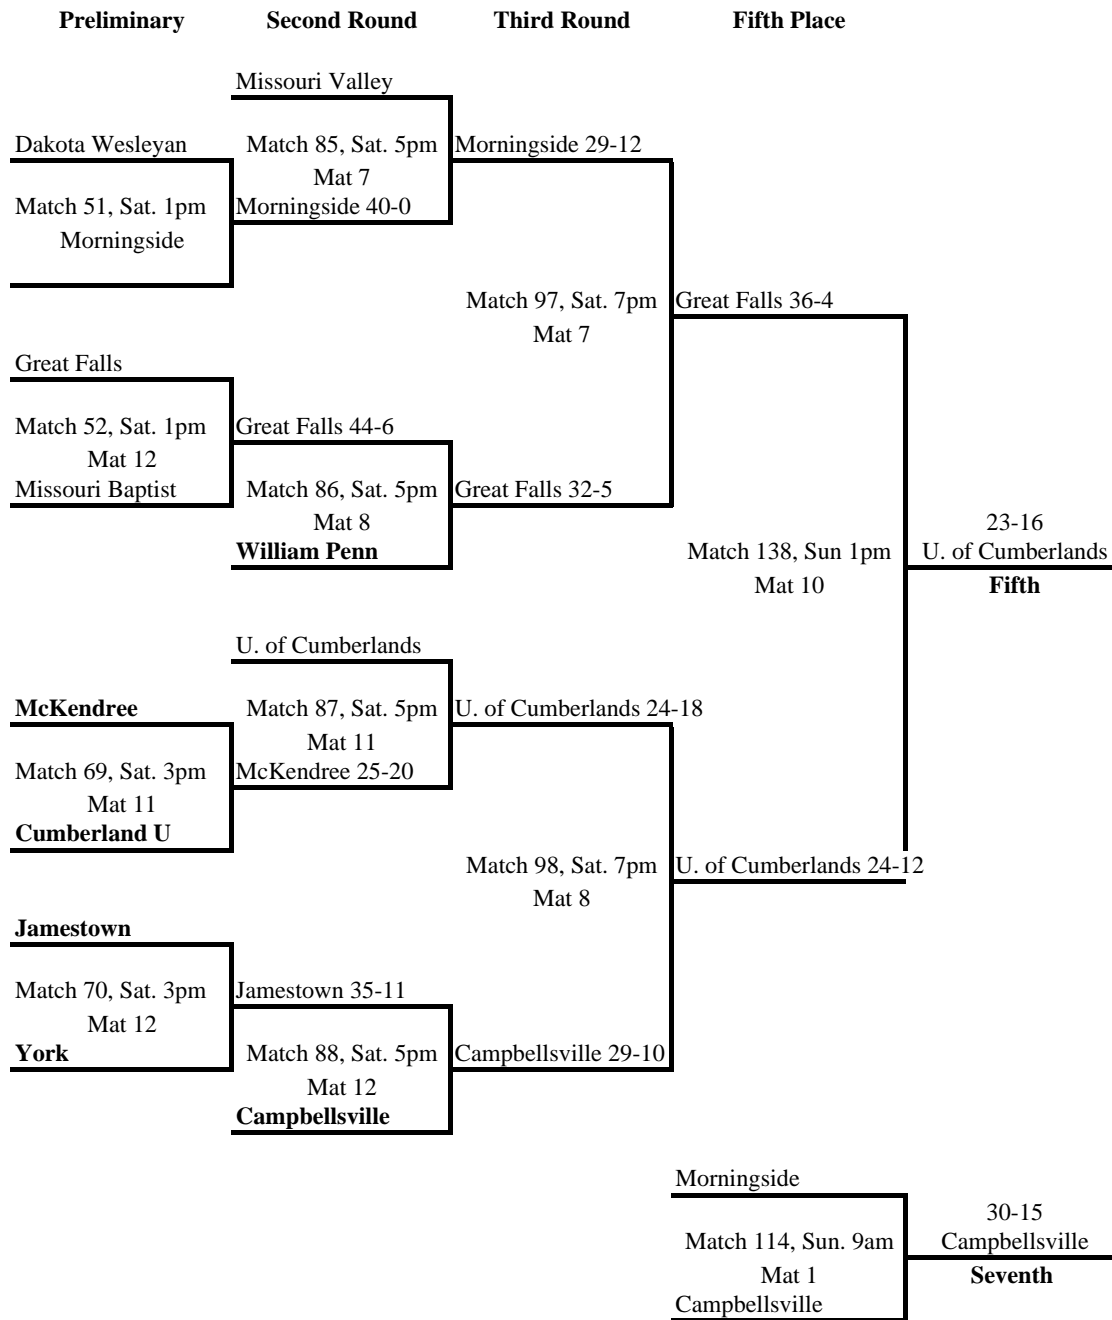 Preliminary Second Round Third Round Fifth Place
Missouri Valley
Dakota Wesleyan
Match 85, Sat. 5pm
Mat 7
Morningside 29-12
Match 51, Sat. 1pm
Morningside
Morningside 40-0
Match 97, Sat. 7pm
Mat 7
Great Falls 36-4
Great Falls
Match 52, Sat. 1pm
Mat 12
Missouri Baptist
Great Falls 44-6
Match 86, Sat. 5pm
Mat 8
William Penn
Great Falls 32-5
Match 138, Sun 1pm
Mat 10
23-16
U. of Cumberlands
Fifth
U. of Cumberlands
McKendree
Match 87, Sat. 5pm
Mat 11
U. of Cumberlands 24-18
Match 69, Sat. 3pm
Mat 11
Cumberland U
McKendree 25-20
Match 98, Sat. 7pm
Mat 8
U. of Cumberlands 24-12
Jamestown
Match 70, Sat. 3pm
Mat 12
York
Jamestown 35-11
Match 88, Sat. 5pm
Mat 12
Campbellsville
Campbellsville 29-10
Morningside
Match 114, Sun. 9am
Mat 1
Campbellsville
30-15
Campbellsville
Seventh